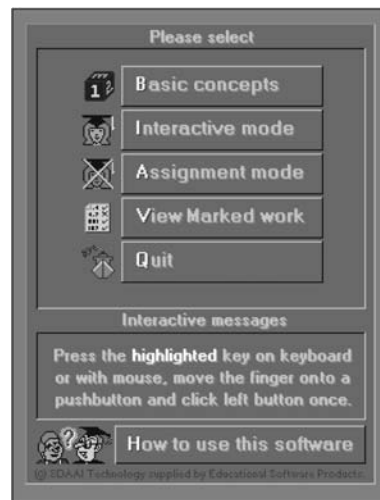 Please select
Basic concepts
Interactive mode
Assignment mode
View Marked work
Quit
Interactive messages
Press the highlighted key on keyboard
or with mouse, move the finger onto a
pushbutton and click left button once.
How to use this software
Technology supplied by Educational Software Products.